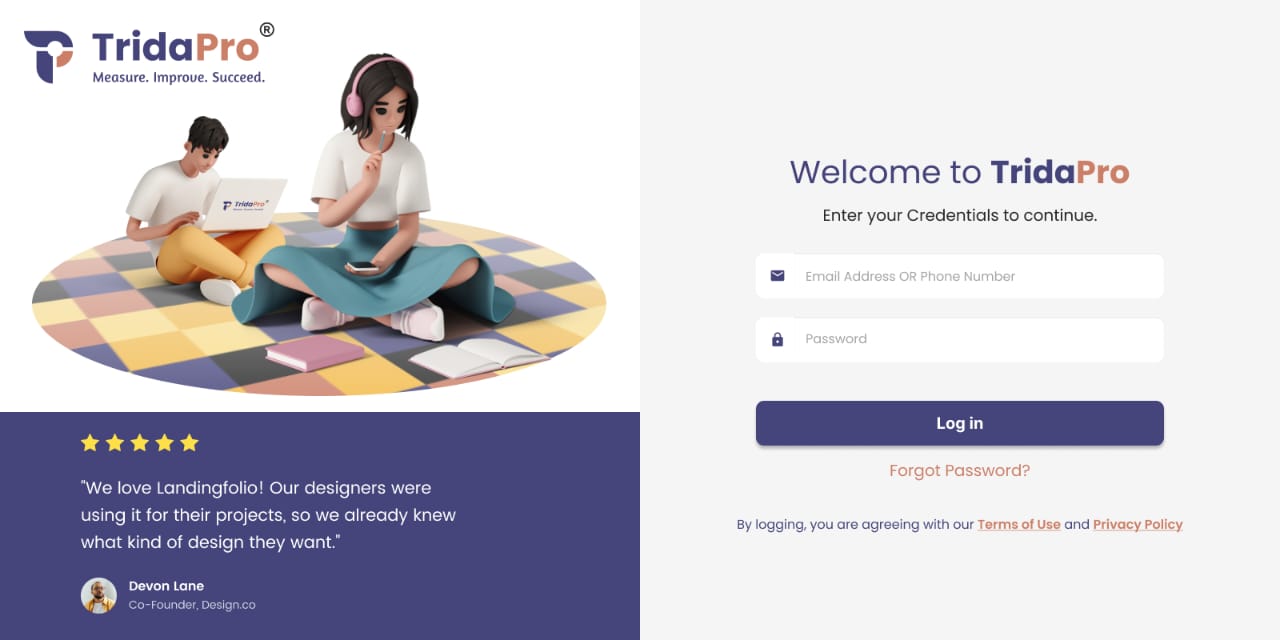 TridaPro®
Measure. Improve. Succeed.
TridaPro®
"We love Landingfolio! Our designers were
using it for their projects, so we already knew
what kind of design they want."
Devon Lane
Co-Founder, Design.co
Welcome to TridaPro
Enter your Credentials to continue.
Email Address OR Phone Number
Password
Log in
Forgot Password?
By logging, you are agreeing with our Terms of Use and Privacy Policy